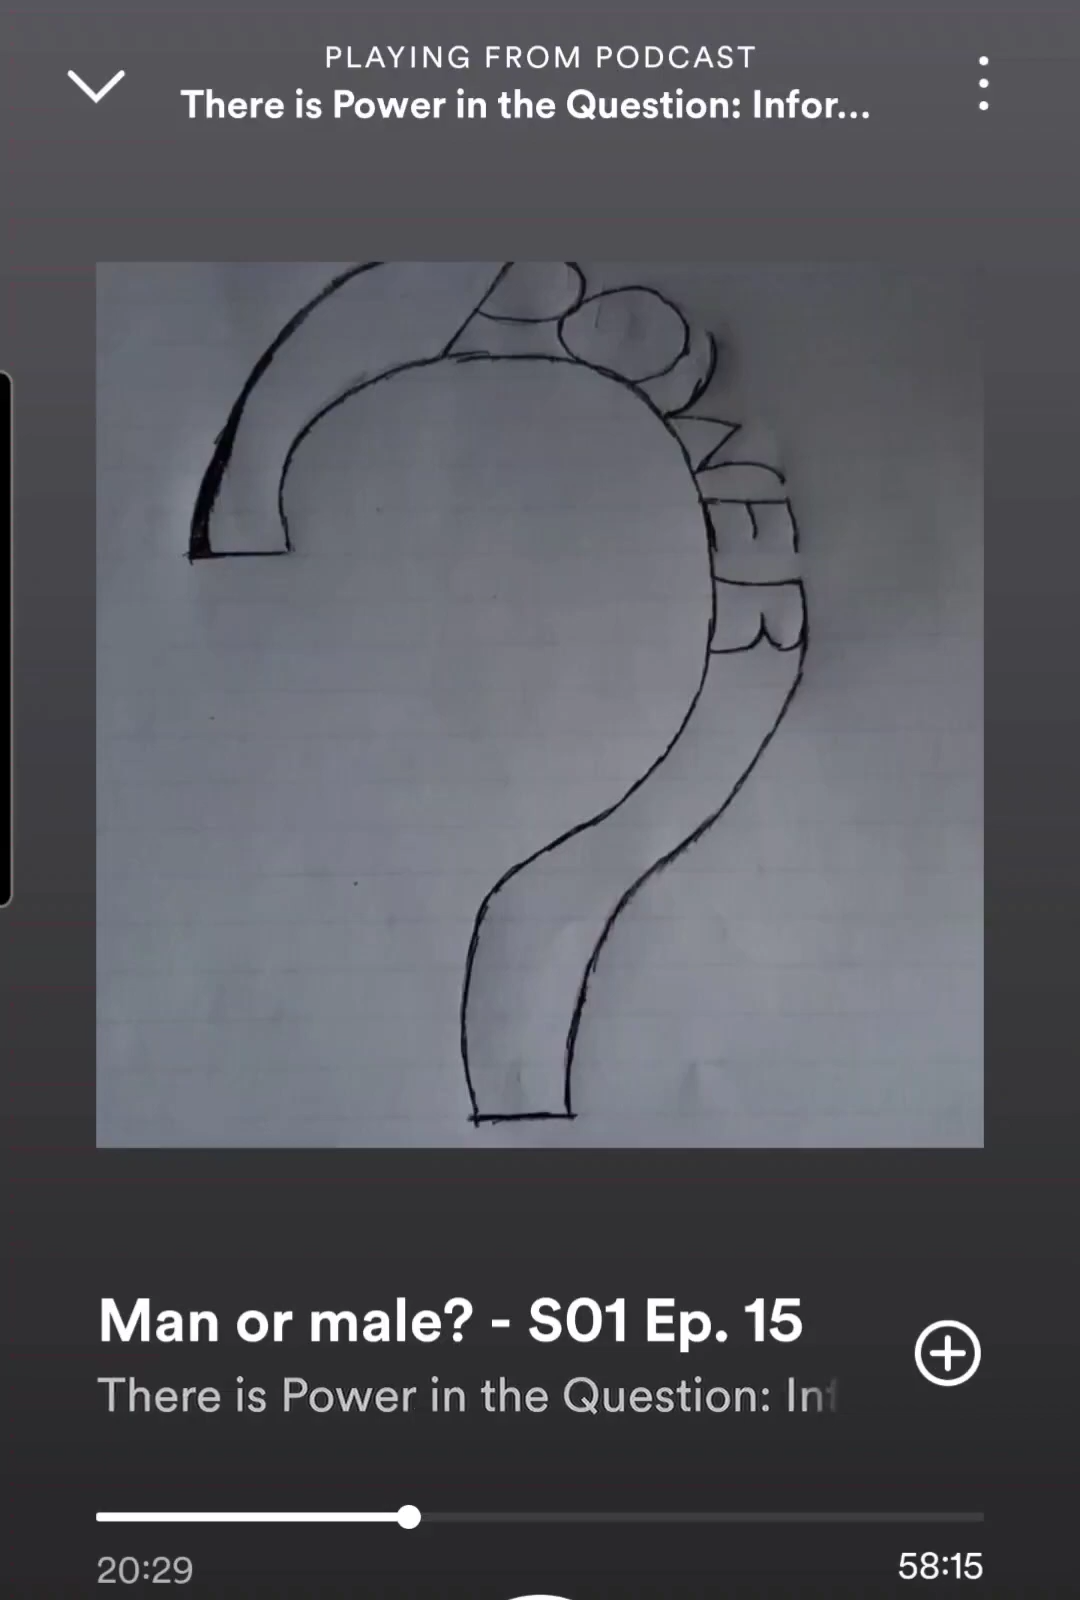 PLAYING FROM PODCAST
There is Power in the Question: Infor...
POWER
Man or male? - S01 Ep. 15
There is Power in the Question: Inf
20:29
58:15